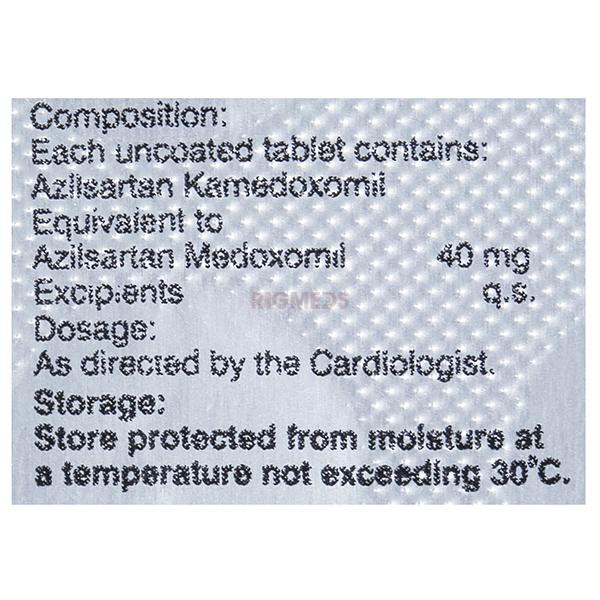 Composition:
Each uncoated tablet contains:
Azilsartan Kamedoxomil
Equivalent to
Azilsartan Medoxomil 40 mg
Excipients q.s.
RIGMEDS
Dosage:
As directed by the Cardiologist.
Storage:
Store protected from moisture at
a temperature not exceeding 30°C.